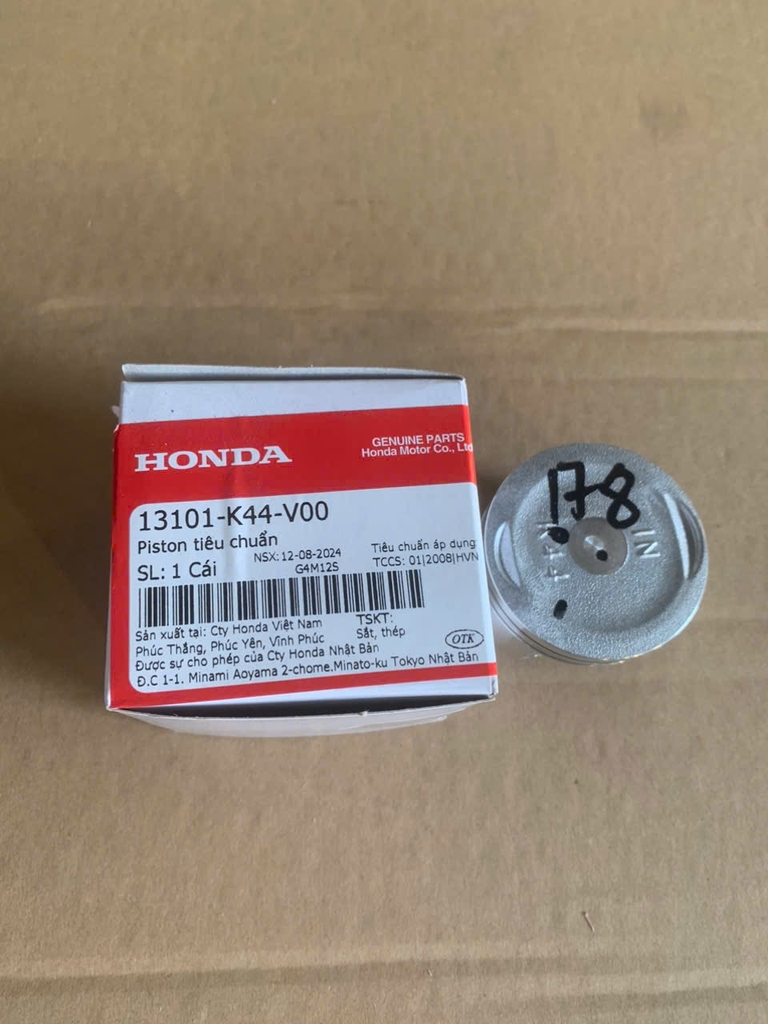 HONDA
GENUINE PARTS
Honda Motor Co., Ltd
13101-K44-V00
Piston tiêu chuẩn
NSX: 12-08-2024
Tiêu chuẩn áp dụng
SL: 1 Cái
G4M12S
TCCS: 01|2008|HVN
Sản xuất tại: Cty Honda Việt Nam
TSKT:
Phúc Thắng, Phúc Yên, Vĩnh Phúc
Sắt, thép
Được sự cho phép của Cty Honda Nhật Bản
OTK
Đ.C 1-1, Minami Aoyama 2-chome.Minato-ku Tokyo Nhật Bản
178
IN
K44